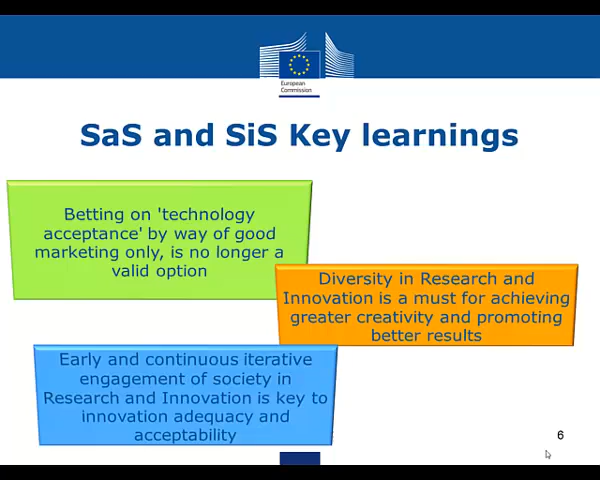 European
Commission
SaS and SiS Key learnings
Betting on 'technology
acceptance' by way of good
marketing only, is no longer a
valid option
Diversity in Research and
Innovation is a must for achieving
greater creativity and promoting
better results
Early and continuous iterative
engagement of society in
Research and Innovation is key to
innovation adequacy and
acceptability
6